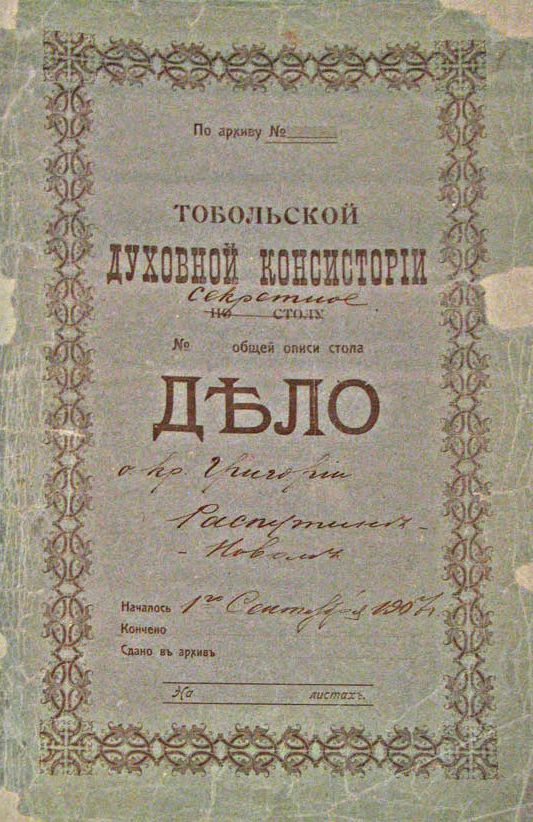 По архиву №
ТОБОЛЬСКОЙ
ДУХОВНОЙ КОНСИСТОРІИ
секретное
ПО СТОЛУ
№ общей описи стола
ДѢЛО
о кр. Григоріи
Распутинѣ-
-Новомъ
Началось 1го Сентября 1907 г.
Кончено
Сдано въ архивъ
На листахъ.